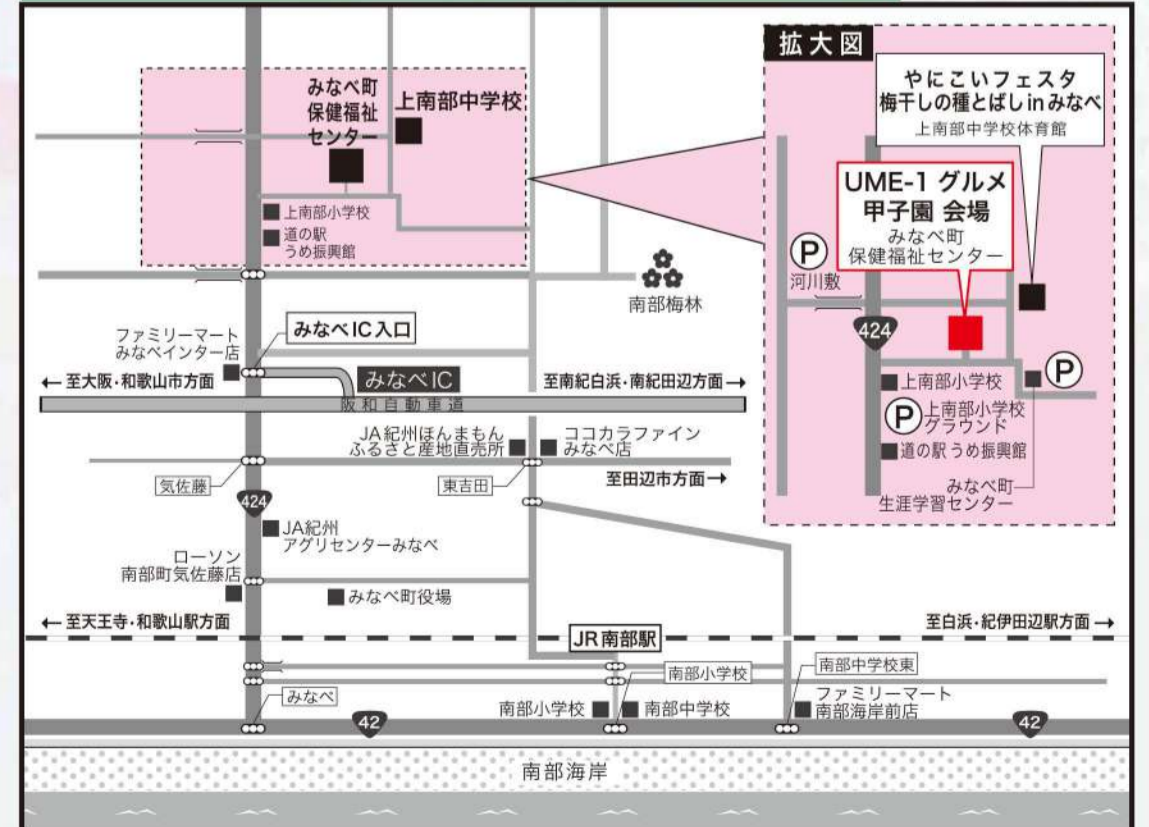 みなべ町
保健福祉
センター
上南部中学校
上南部小学校
道の駅
うめ振興館
南部梅林
ファミリーマート
みなべインター店
みなべIC入口
みなべIC
←至大阪・和歌山市方面
至南紀白浜・南紀田辺方面→
阪和自動車道
JA紀州ほんまもん
ふるさと産地直売所
ココカラファイン
みなべ店
気佐藤
東吉田
至田辺市方面→
424
JA紀州
アグリセンターみなべ
ローソン
南部町気佐藤店
みなべ町役場
←至天王寺・和歌山駅方面
至白浜・紀伊田辺駅方面→
JR南部駅
南部小学校
南部中学校東
みなべ
42
南部小学校
南部中学校
ファミリーマート
南部海岸前店
42
南部海岸
拡大図
やにこいフェスタ
梅干しの種とばし in みなべ
上南部中学校体育館
UME-1 グルメ
甲子園 会場
みなべ町
保健福祉センター
P
河川敷
424
上南部小学校
P
P
上南部小学校
グラウンド
道の駅 うめ振興館
みなべ町
生涯学習センター